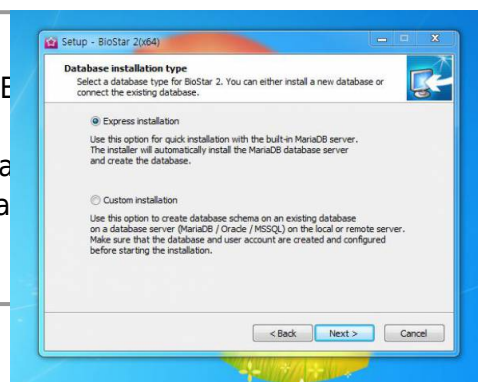 Setup - BioStar 2(x64)
Database installation type
Select a database type for BioStar 2. You can either install a new database or
connect the existing database.
Express installation
Use this option for quick installation with the built-in MariaDB server.
The installer will automatically install the MariaDB database server
and create the database.
Custom installation
Use this option to create database schema on an existing database
on a database server (MariaDB / Oracle / MSSQL) on the local or remote server.
Make sure that the database and user account are created and configured
before starting the installation.
< Back Next > Cancel